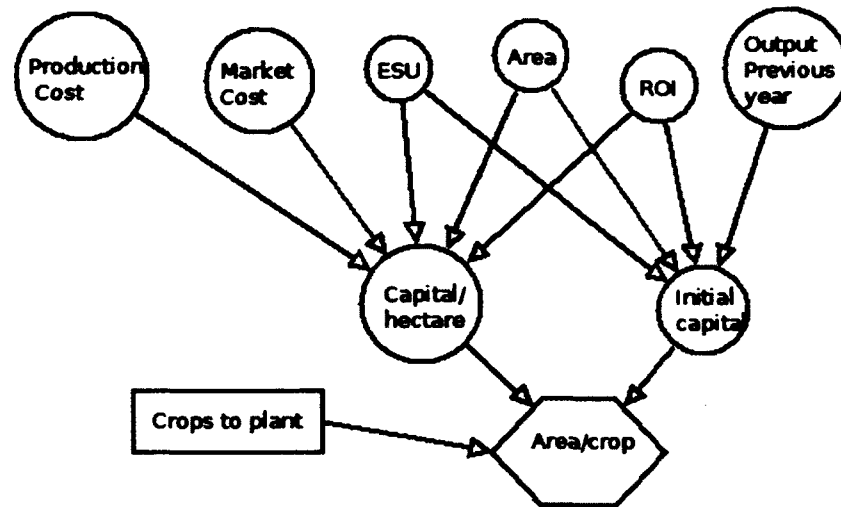 Production
Cost
Market
Cost
ESU
Area
ROI
Output
Previous
year
Capital/
hectare
Initial
capital
Crops to plant
Area/crop